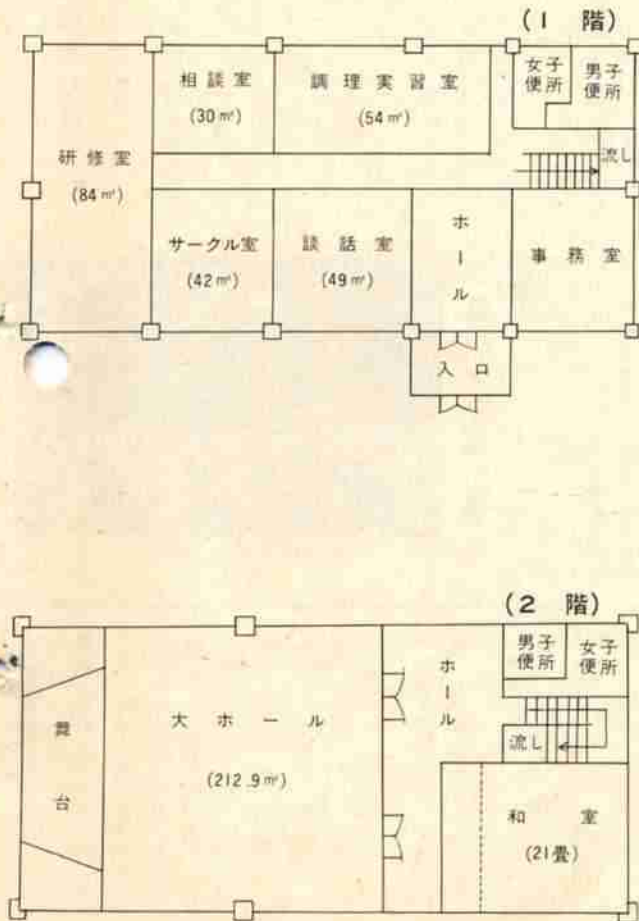 (1 階)
相談室
(30㎡)
調理実習室
(54㎡)
女子
便所
男子
便所
流し
研修室
(84㎡)
サークル室
(42㎡)
談話室
(49㎡)
ホール
事務室
入口
(2 階)
舞台
大ホール
(212.9㎡)
ホール
男子
便所
女子
便所
流し
和室
(21畳)